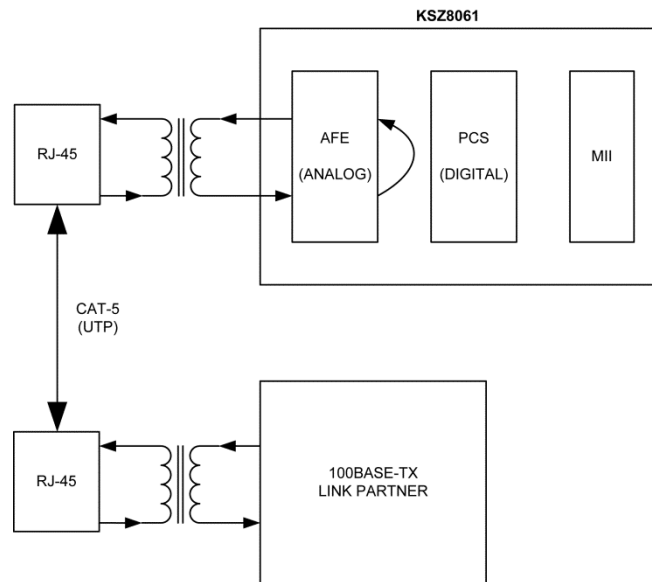 KSZ8061
RJ-45
AFE
(ANALOG)
PCS
(DIGITAL)
MII
CAT-5
(UTP)
RJ-45
100BASE-TX
LINK PARTNER